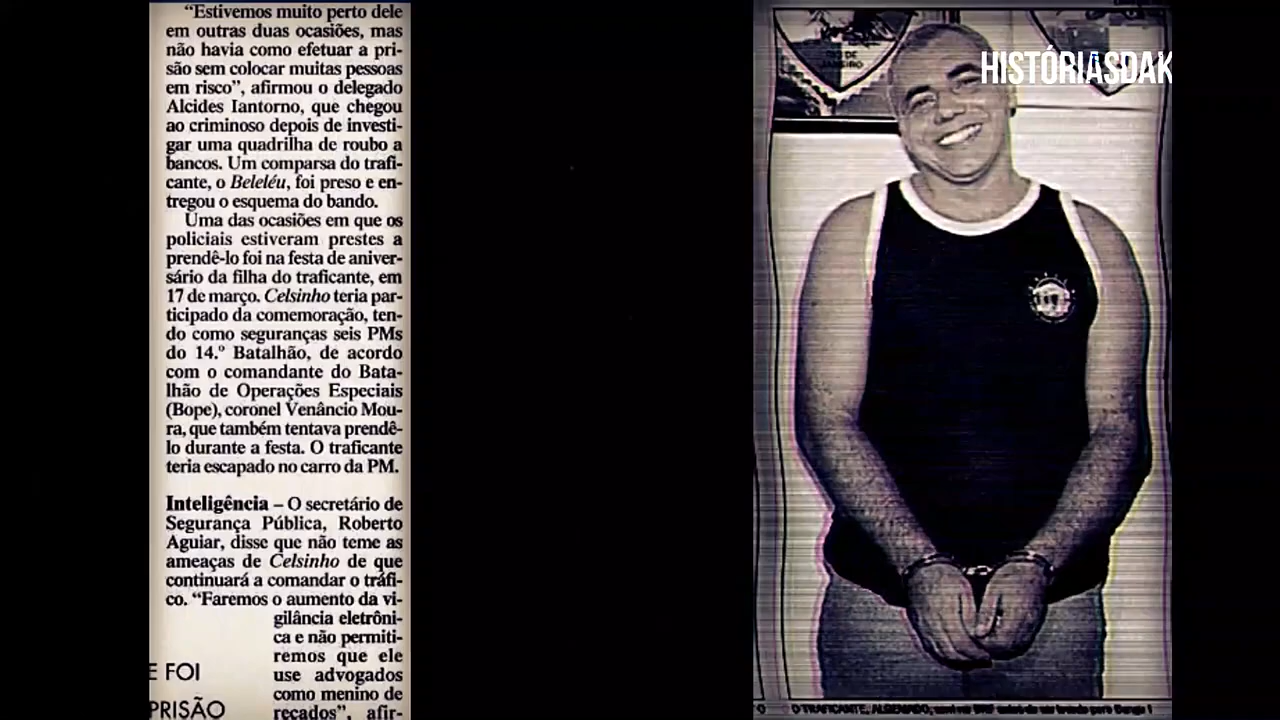 “Estivemos muito perto dele
em outras duas ocasiões, mas
não havia como efetuar a pri-
são sem colocar muitas pessoas
em risco”, afirmou o delegado
Alcides Iantorno, que chegou
ao criminoso depois de investi-
gar uma quadrilha de roubo a
bancos. Um comparsa do trafi-
cante, o Beleléu, foi preso e en-
tregou o esquema do bando.
Uma das ocasiões em que os
policiais estiveram prestes a
prendê-lo foi na festa de aniver-
sário da filha do traficante, em
17 de março. Celsinho teria par-
ticipado da comemoração, ten-
do como seguranças seis PMs
do 14.º Batalhão, de acordo
com o comandante do Bata-
lhão de Operações Especiais
(Bope), coronel Venâncio Mou-
ra, que também tentava prendê-
lo durante a festa. O traficante
teria escapado no carro da PM.
Inteligência – O secretário de
Segurança Pública, Roberto
Aguiar, disse que não teme as
ameaças de Celsinho de que
continuará a comandar o tráfi-
co. “Faremos o aumento da vi-
gilância eletrôni-
ca e não permiti-
remos que ele
use advogados
como menino de
recados”, afir-
E FOI
PRISÃO
HISTÓRIASDAK
O TRAFICANTE, ALGEMADO,